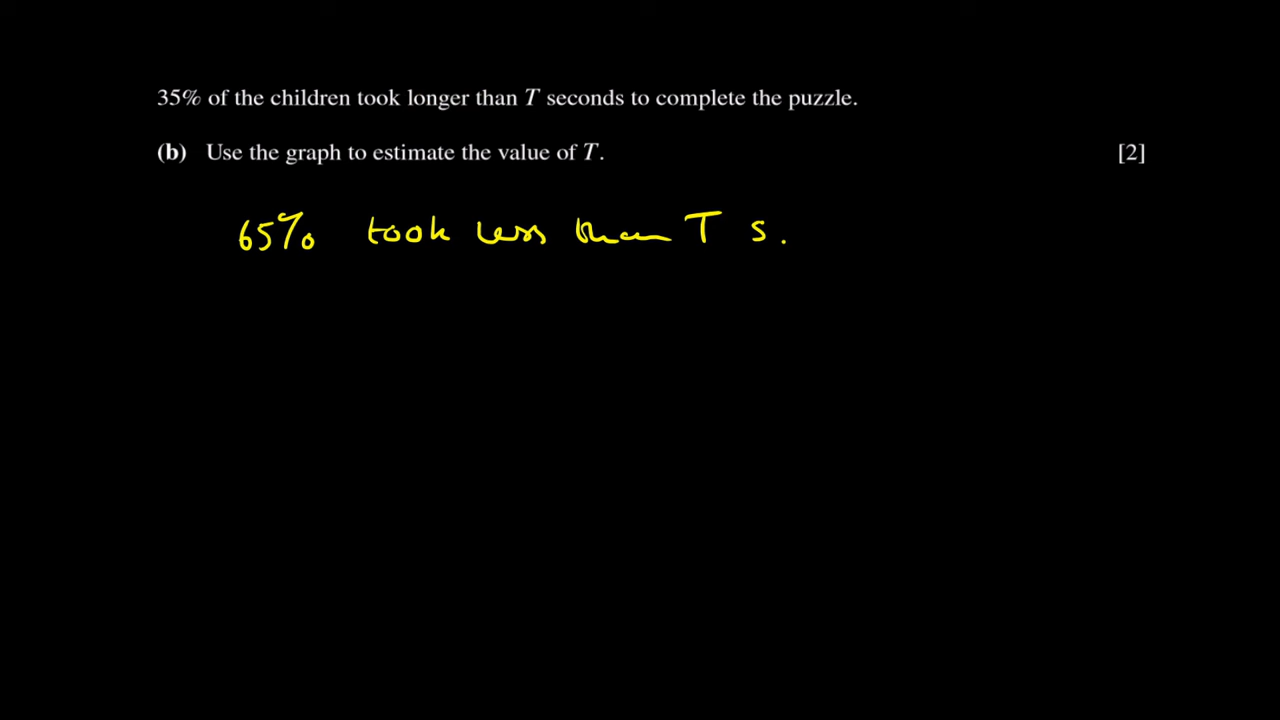 35% of the children took longer than T seconds to complete the puzzle.
(b) Use the graph to estimate the value of T. [2]
65% took less than T s.